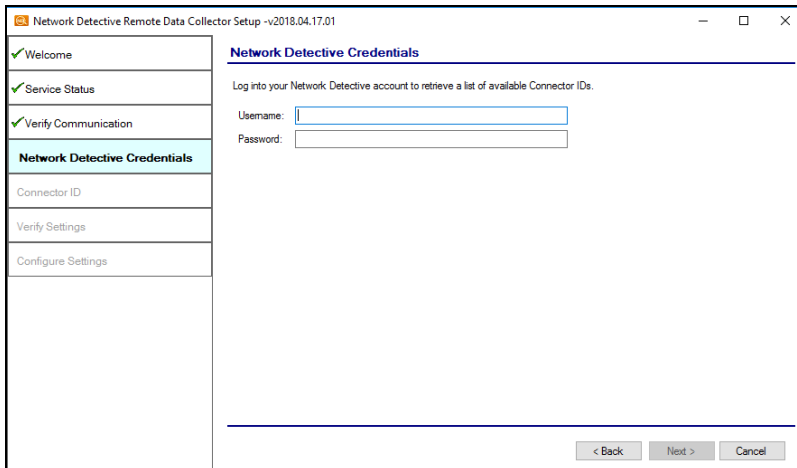 Network Detective Remote Data Collector Setup -v2018.04.17.01
Welcome
Service Status
Verify Communication
Network Detective Credentials
Connector ID
Verify Settings
Configure Settings
Network Detective Credentials
Log into your Network Detective account to retrieve a list of available Connector IDs.
Username:
Password:
< Back Next > Cancel